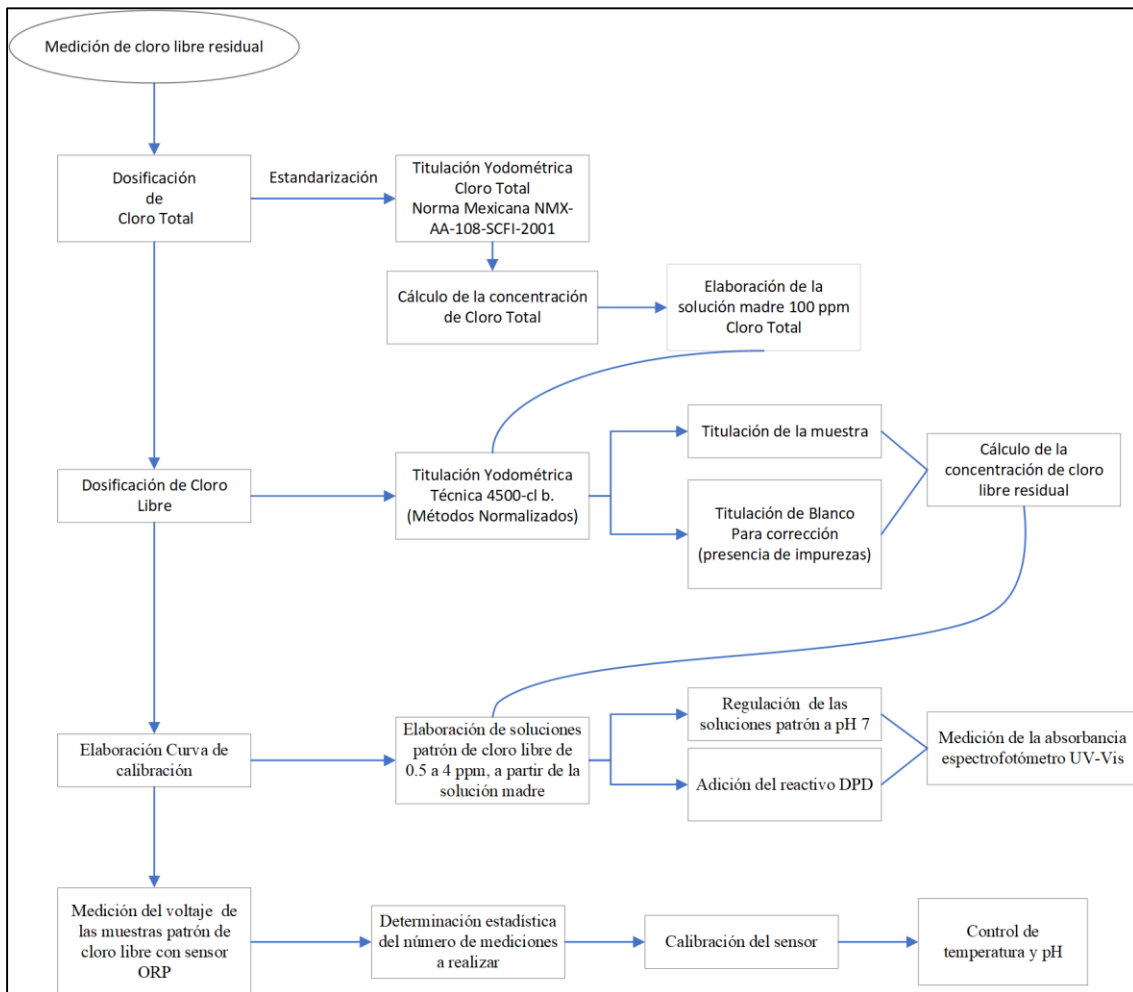 Medición de cloro libre residual
Dosificación
de
Cloro Total
Estandarización
Titulación Yodométrica
Cloro Total
Norma Mexicana NMX-
AA-108-SCFI-2001
Cálculo de la concentración
de Cloro Total
Elaboración de la
solución madre 100 ppm
Cloro Total
Dosificación de Cloro
Libre
Titulación Yodométrica
Técnica 4500-cl b.
(Métodos Normalizados)
Titulación de la muestra
Titulación de Blanco
Para corrección
(presencia de impurezas)
Cálculo de la
concentración de cloro
libre residual
Elaboración Curva de
calibración
Elaboración de soluciones
patrón de cloro libre de
0.5 a 4 ppm, a partir de la
solución madre
Regulación de las
soluciones patrón a pH 7
Adición del reactivo DPD
Medición de la absorbancia
espectrofotómetro UV-Vis
Medición del voltaje de
las muestras patrón de
cloro libre con sensor
ORP
Determinación estadística
del número de mediciones
a realizar
Calibración del sensor
Control de
temperatura y pH